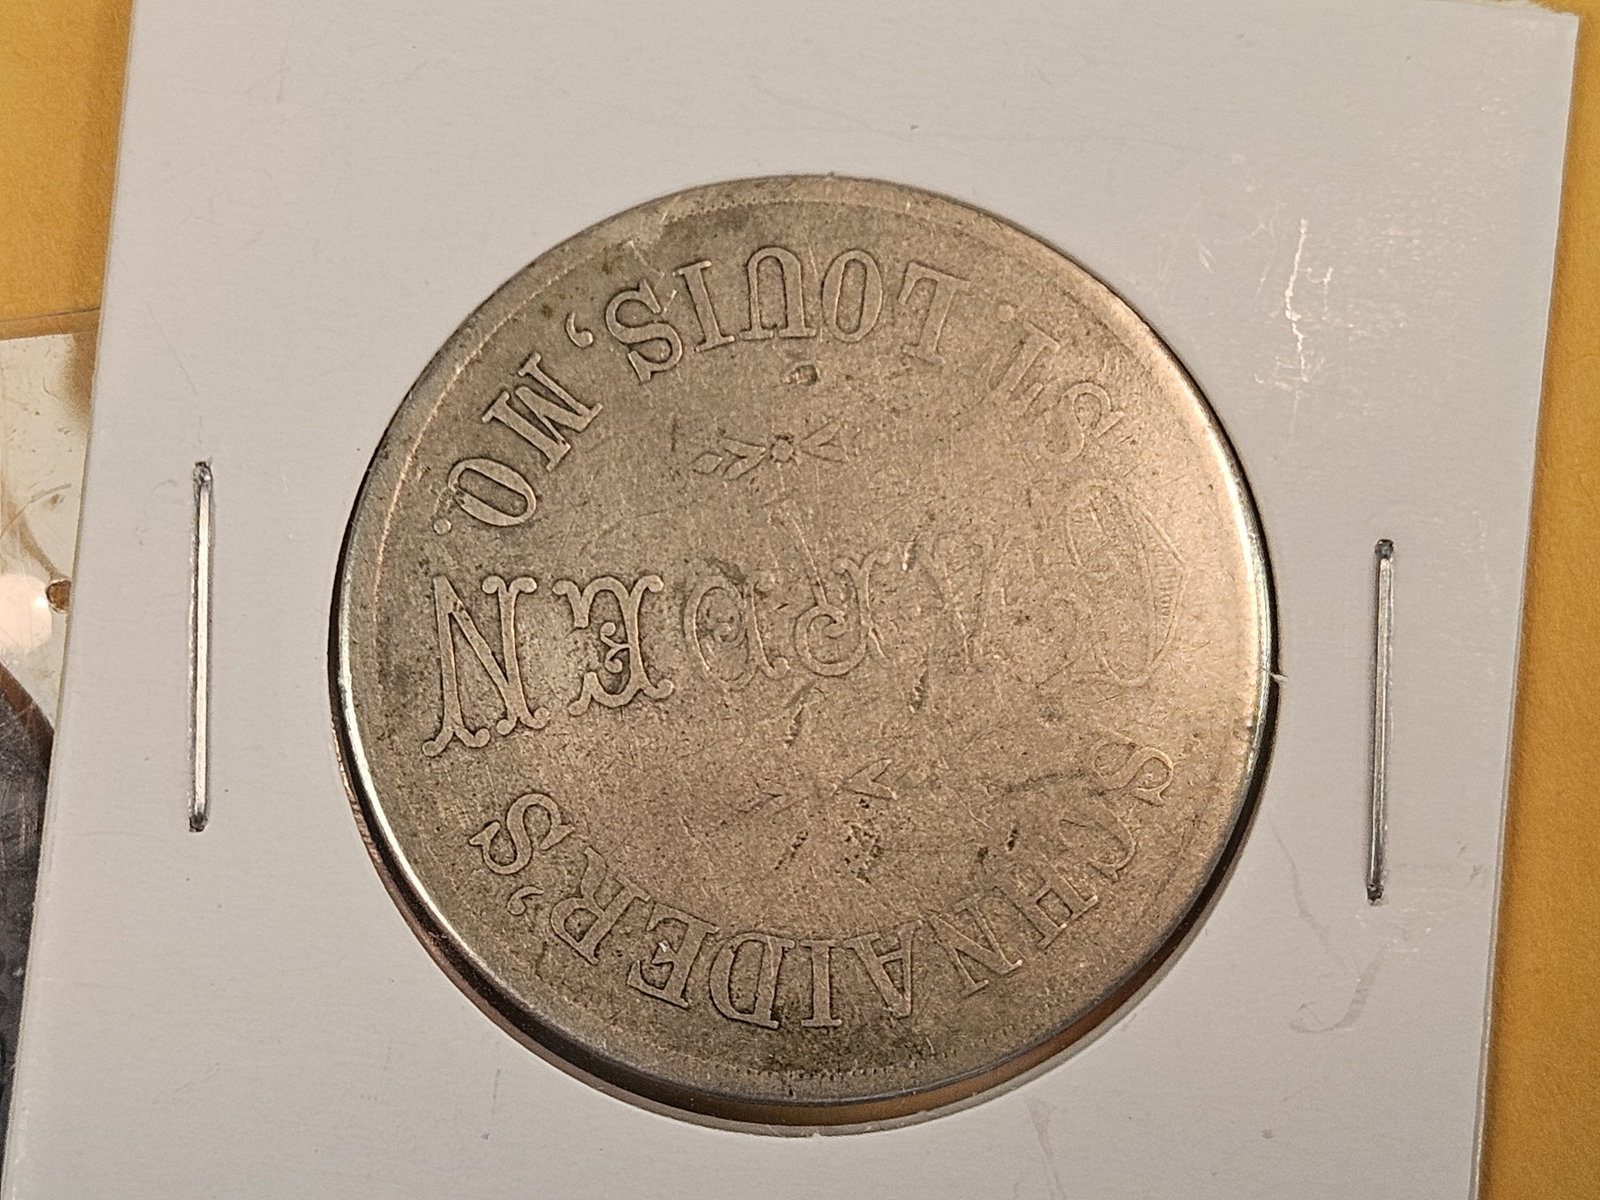 SCHNAIDER'S
GARDEN
ST. LOUIS, MO.